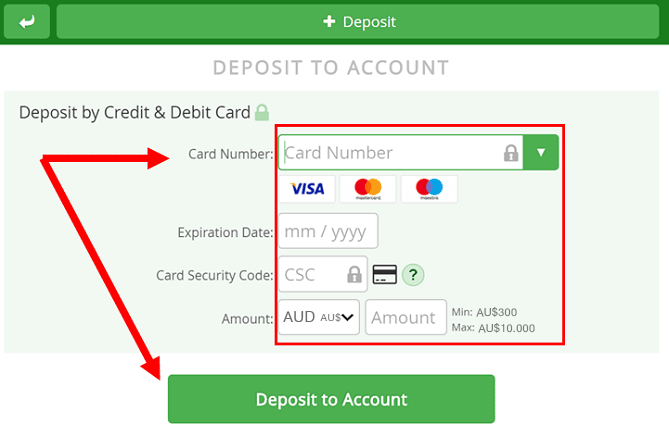 + Deposit
DEPOSIT TO ACCOUNT
Deposit by Credit & Debit Card
Card Number: Card Number
VISA mastercard maestro
Expiration Date: mm / yyyy
Card Security Code: CSC ?
Amount: AUD AU$ Amount Min: AU$300
Max: AU$10.000
Deposit to Account